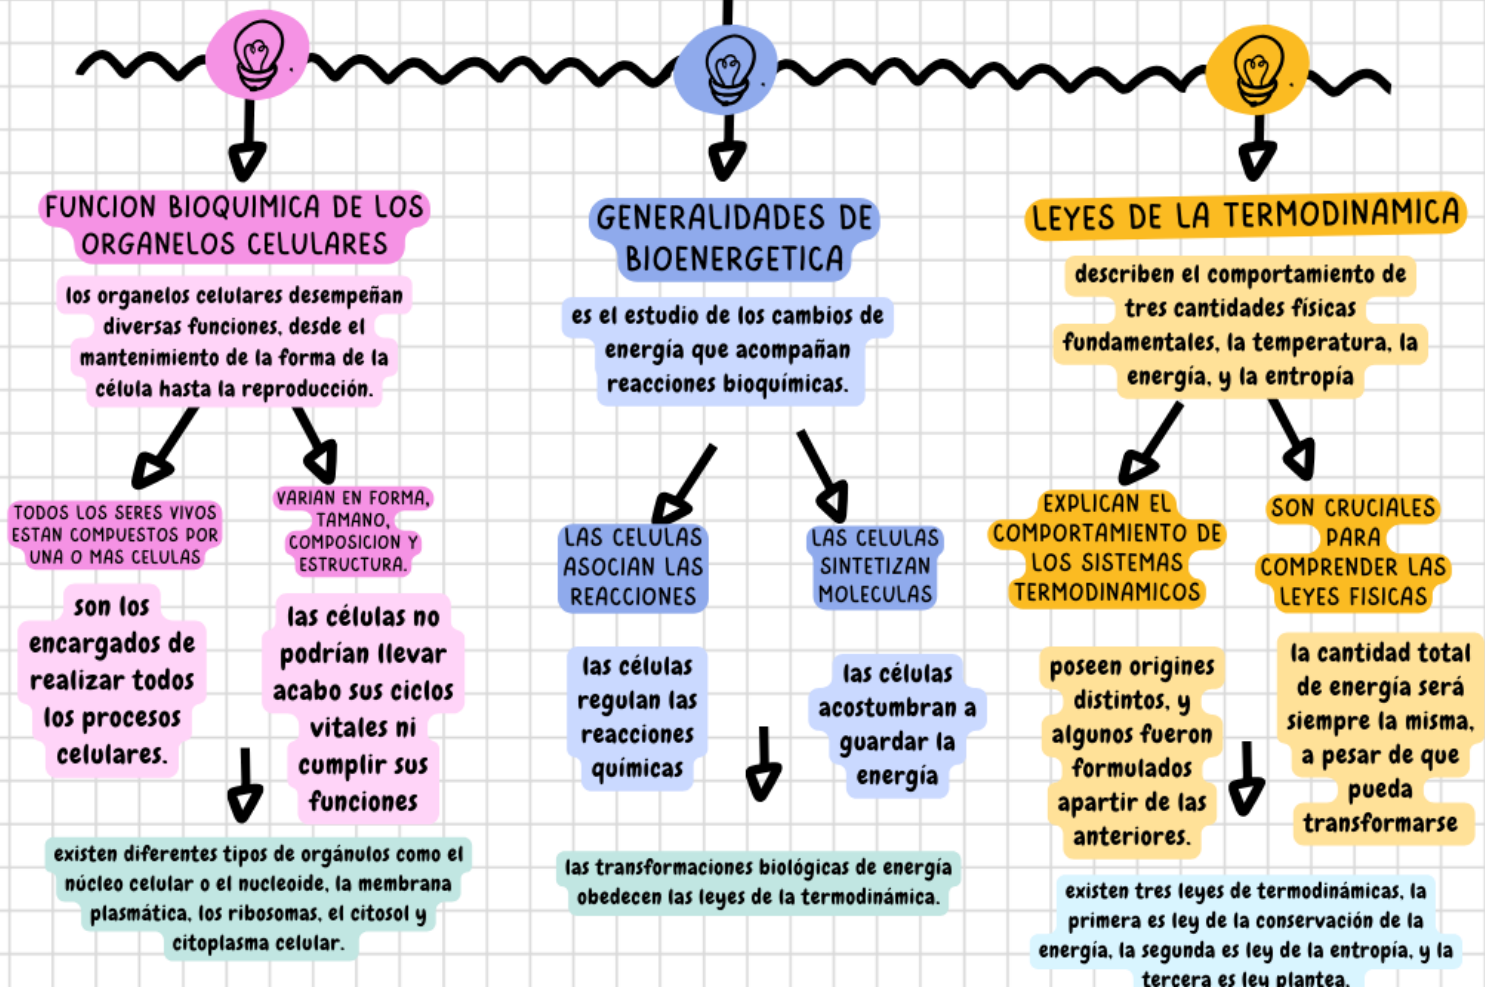 FUNCION BIOQUIMICA DE LOS
ORGANELOS CELULARES
los organelos celulares desempeñan
diversas funciones, desde el
mantenimiento de la forma de la
célula hasta la reproducción.
TODOS LOS SERES VIVOS
ESTAN COMPUESTOS POR
UNA O MAS CELULAS
son los
encargados de
realizar todos
los procesos
celulares.
VARIAN EN FORMA,
TAMANO,
COMPOSICION Y
ESTRUCTURA.
las células no
podrían llevar
acabo sus ciclos
vitales ni
cumplir sus
funciones
existen diferentes tipos de orgánulos como el
núcleo celular o el nucleoide, la membrana
plasmática, los ribosomas, el citosol y
citoplasma celular.
GENERALIDADES DE
BIOENERGETICA
es el estudio de los cambios de
energía que acompañan
reacciones bioquímicas.
LAS CELULAS
ASOCIAN LAS
REACCIONES
las células
regulan las
reacciones
químicas
LAS CELULAS
SINTETIZAN
MOLECULAS
las células
acostumbran a
guardar la
energía
las transformaciones biológicas de energía
obedecen las leyes de la termodinámica.
LEYES DE LA TERMODINAMICA
describen el comportamiento de
tres cantidades físicas
fundamentales, la temperatura, la
energía, y la entropía
EXPLICAN EL
COMPORTAMIENTO DE
LOS SISTEMAS
TERMODINAMICOS
poseen origines
distintos, y
algunos fueron
formulados
apartir de las
anteriores.
SON CRUCIALES
PARA
COMPRENDER LAS
LEYES FISICAS
la cantidad total
de energía será
siempre la misma,
a pesar de que
pueda
transformarse
existen tres leyes de termodinámicas, la
primera es ley de la conservación de la
energía, la segunda es ley de la entropía, y la
tercera es ley plantea.